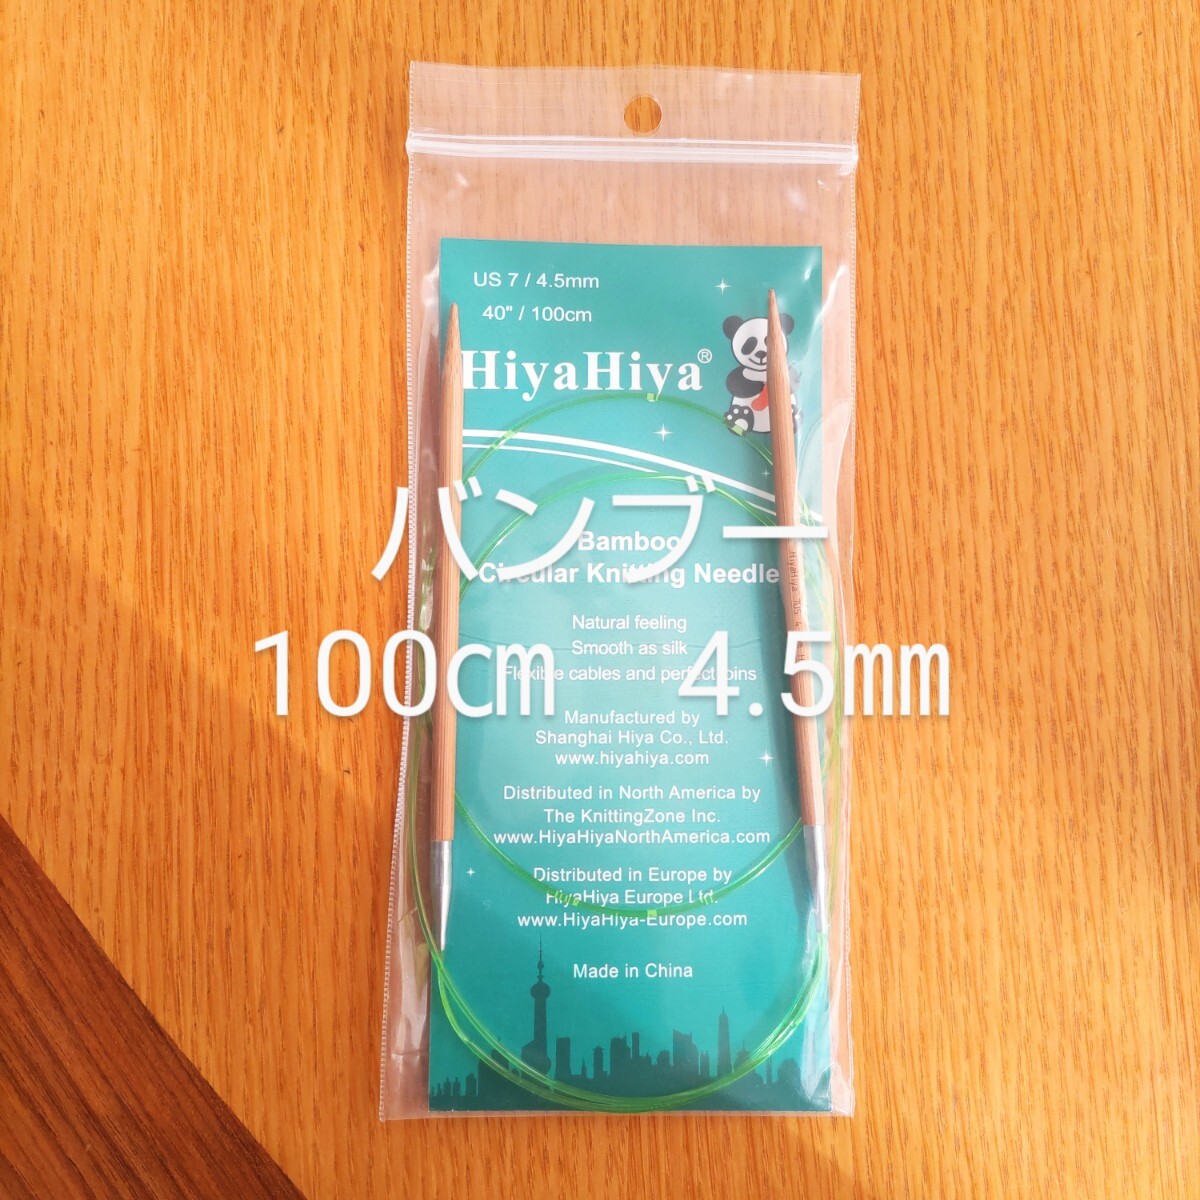 US 7 / 4.5mm
40" / 100cm
HiyaHiya®
バンブー
Bamboo
Circular Knitting Needle
Natural feeling
Smooth as silk
100cm 4.5mm
Flexible cables and perfect joins
Manufactured by
Shanghai Hiya Co., Ltd.
www.hiyahiya.com
Distributed in North America by
The KnittingZone Inc.
www.HiyaHiyaNorthAmerica.com
Distributed in Europe by
HiyaHiya Europe Ltd.
www.HiyaHiya-Europe.com
Made in China